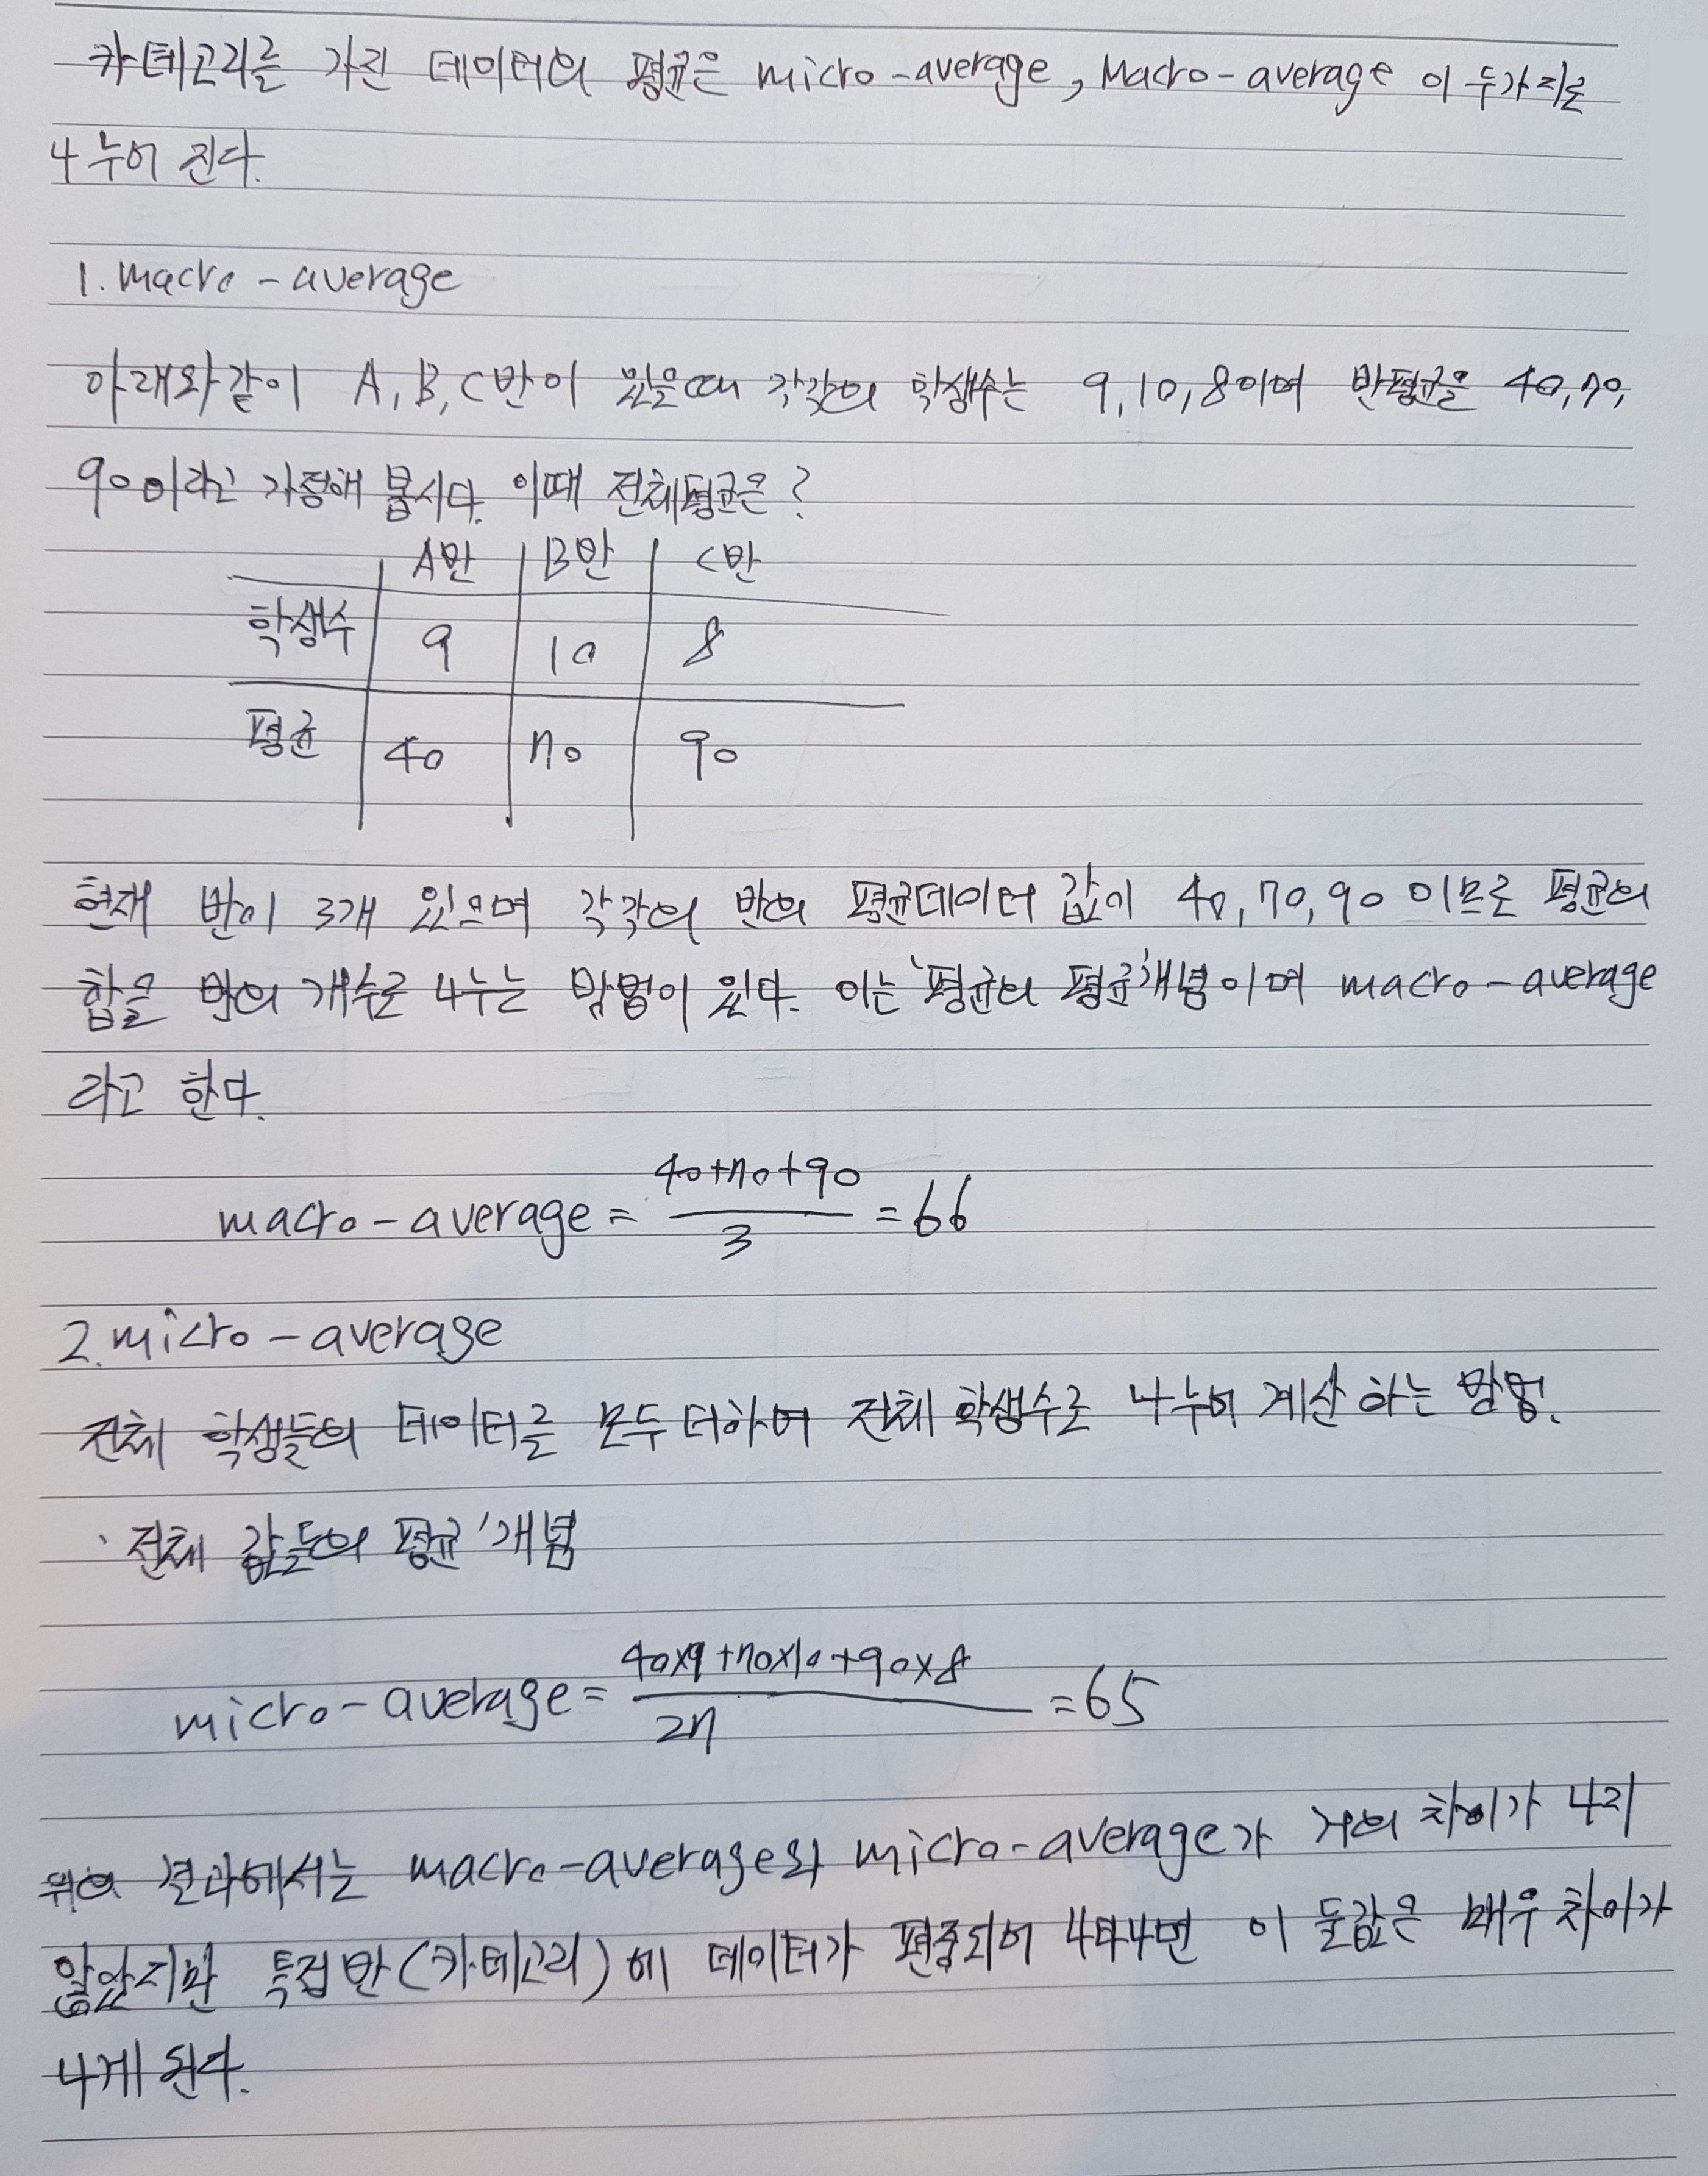 카테고리를 가진 데이터의 평균은 micro-average, Macro-average 이 두가지로
나누어 진다.
1. macro-average
아래와 같이 A, B, C반이 있을때 각각의 학생수는 9, 10, 8이며 반평균을 40, 70,
90이라고 가정해 봅시다. 이때 전체평균은?
A반 B반 C반
학생수 9 10 8
평균 40 70 90
현재 반이 3개 있으며 각각의 반의 평균데이터 값이 40, 70, 90 이므로 평균의
합을 반의 개수로 나누는 방법이 있다. 이는 '평균의 평균' 개념이며 macro-average
라고 한다.
macro-average = 40+70+90 / 3 = 66
2. micro-average
전체 학생들의 데이터를 모두 더하여 전체 학생수로 나누어 계산 하는 방법.
'전체 값들의 평균' 개념
micro-average = 40x9+70x10+90x8 / 27 = 65
위의 결과에서는 macro-average와 micro-average가 거의 차이가 나지
않았지만 특정 반(카테고리)에 데이터가 편중되어 나타나면 이 둘값은 매우 차이가
나게 된다.